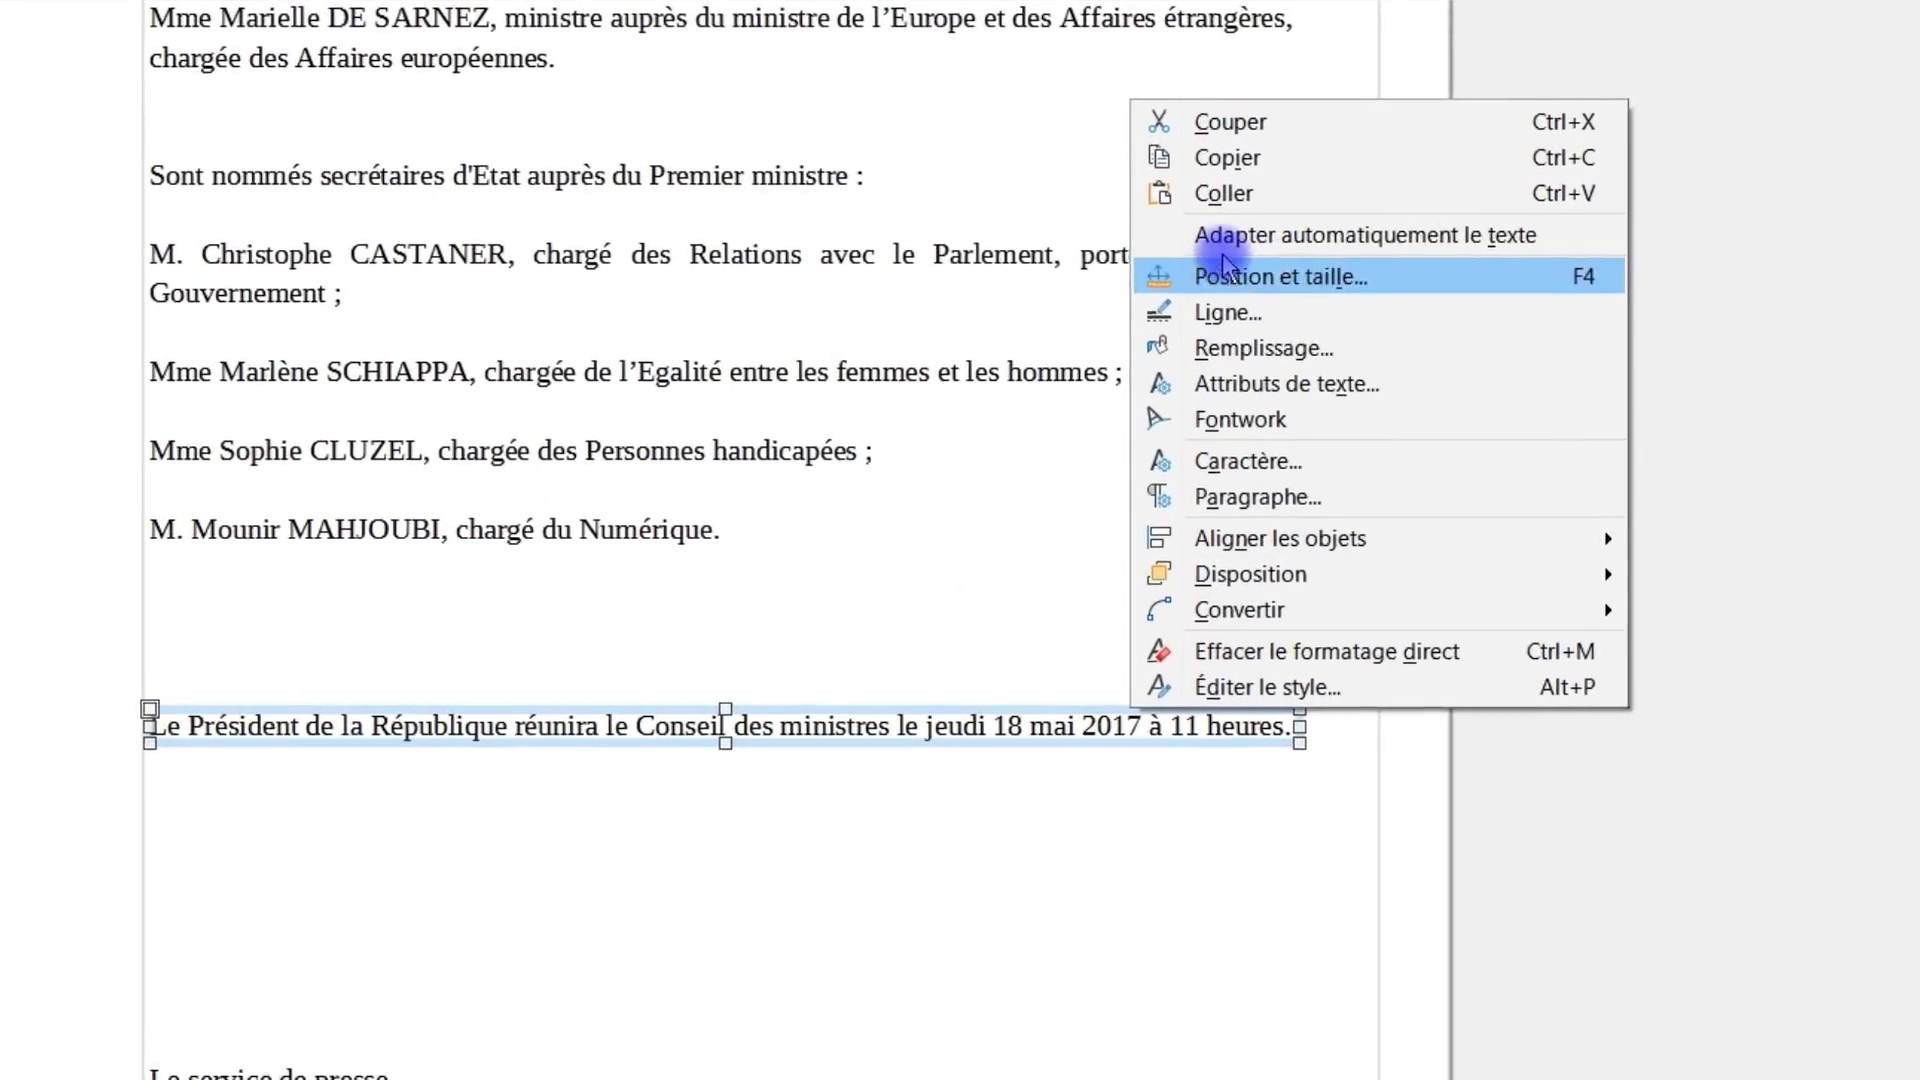 Mme Marielle DE SARNEZ, ministre auprès du ministre de l’Europe et des Affaires étrangères,
chargée des Affaires européennes.
Sont nommés secrétaires d'Etat auprès du Premier ministre :
M. Christophe CASTANER, chargé des Relations avec le Parlement, port
Gouvernement ;
Mme Marlène SCHIAPPA, chargée de l’Egalité entre les femmes et les hommes ;
Mme Sophie CLUZEL, chargée des Personnes handicapées ;
M. Mounir MAHJOUBI, chargé du Numérique.
Le Président de la République réunira le Conseil des ministres le jeudi 18 mai 2017 à 11 heures.
Le service de presse
Couper Ctrl+X
Copier Ctrl+C
Coller Ctrl+V
Adapter automatiquement le texte
Position et taille... F4
Ligne...
Remplissage...
Attributs de texte...
Fontwork
Caractère...
Paragraphe...
Aligner les objets
Disposition
Convertir
Effacer le formatage direct Ctrl+M
Éditer le style... Alt+P